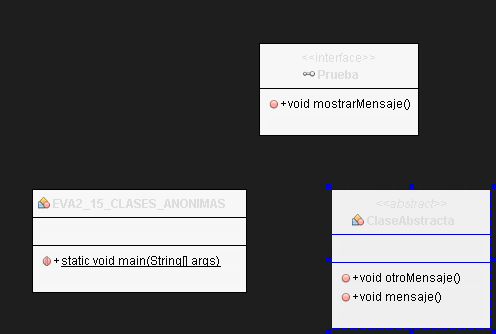 <<interface>>
Prueba
+void mostrarMensaje()
EVA2_15_CLASES_ANONIMAS
+static void main(String[] args)
<<abstract>>
ClaseAbstracta
+void otroMensaje()
+void mensaje()